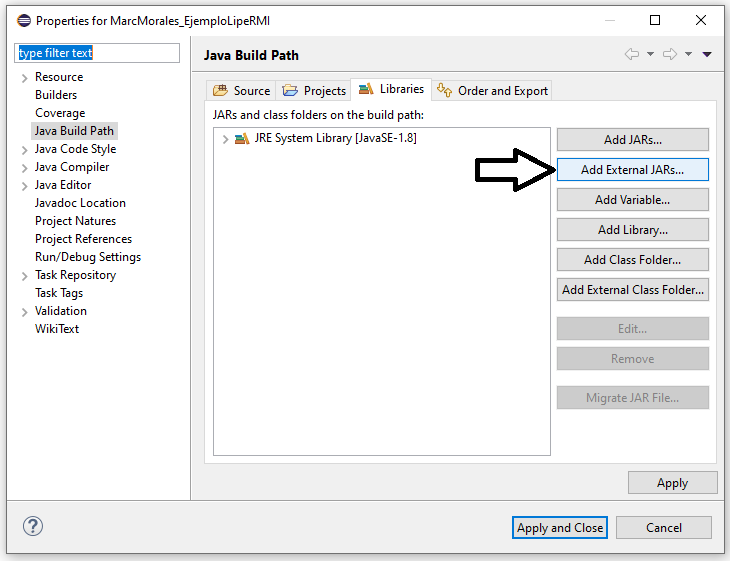 Properties for MarcMorales_EjemploLipeRMI
type filter text
Resource
Builders
Coverage
Java Build Path
Java Code Style
Java Compiler
Java Editor
Javadoc Location
Project Natures
Project References
Run/Debug Settings
Task Repository
Task Tags
Validation
WikiText
Java Build Path
Source
Projects
Libraries
Order and Export
JARs and class folders on the build path:
JRE System Library [JavaSE-1.8]
Add JARs...
Add External JARs...
Add Variable...
Add Library...
Add Class Folder...
Add External Class Folder...
Edit...
Remove
Migrate JAR File...
Apply
?
Apply and Close
Cancel